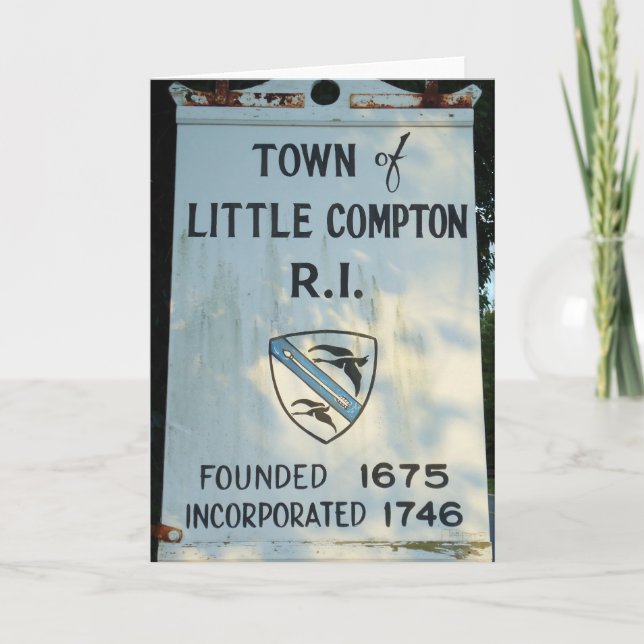 TOWN of
LITTLE COMPTON
R.I.
FOUNDED 1675
INCORPORATED 1746